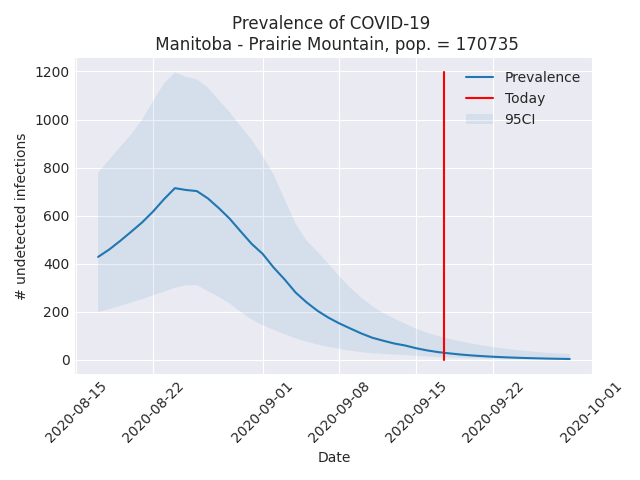 Prevalence of COVID-19
Manitoba - Prairie Mountain, pop. = 170735
Prevalence
Today
95CI
# undetected infections
1200
1000
800
600
400
200
0
2020-08-15
2020-08-22
2020-09-01
2020-09-08
2020-09-15
2020-09-22
2020-10-01
Date